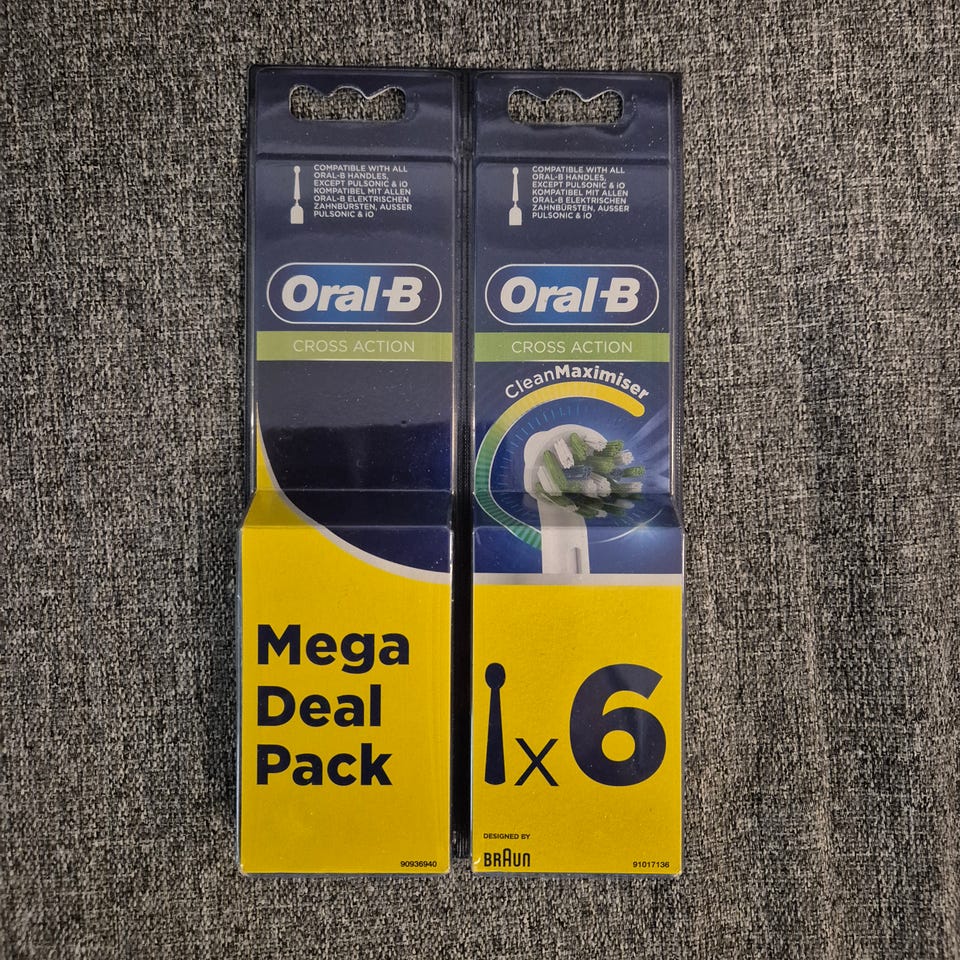 COMPATIBLE WITH ALL
ORAL-B HANDLES,
EXCEPT PULSONIC & iO
KOMPATIBEL MIT ALLEN
ORAL-B ELEKTRISCHEN
ZAHNBÜRSTEN, AUSSER
PULSONIC & iO
Oral-B
CROSS ACTION
Mega
Deal
Pack
90936940
COMPATIBLE WITH ALL
ORAL-B HANDLES,
EXCEPT PULSONIC & iO
KOMPATIBEL MIT ALLEN
ORAL-B ELEKTRISCHEN
ZAHNBÜRSTEN, AUSSER
PULSONIC & iO
Oral-B
CROSS ACTION
CleanMaximiser
x 6
DESIGNED BY
BRAUN
91017136